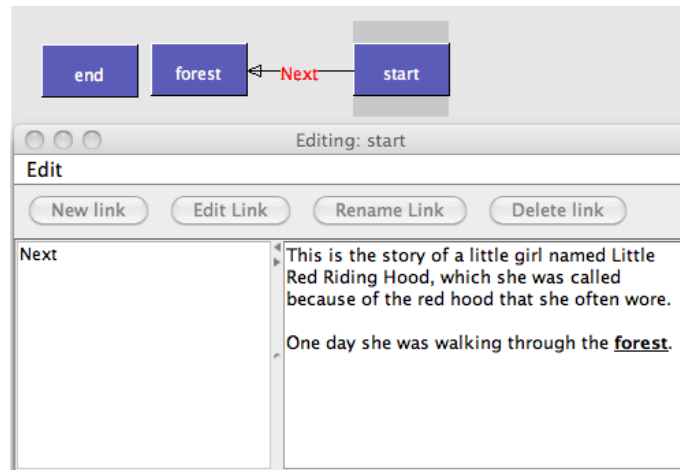 end forest Next start
Editing: start
Edit
New link Edit Link Rename Link Delete link
Next
This is the story of a little girl named Little
Red Riding Hood, which she was called
because of the red hood that she often wore.
One day she was walking through the forest.